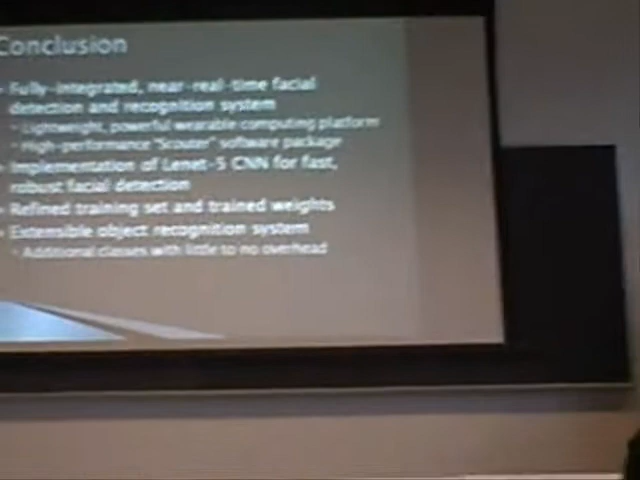 Conclusion
Fully-integrated, near-real-time facial
detection and recognition system
Lightweight, powerful wearable computing platform
High-performance "Scouter" software package
Implementation of Lenet-5 CNN for fast,
robust facial detection
Refined training set and trained weights
Extensible object recognition system
Additional classes with little to no overhead